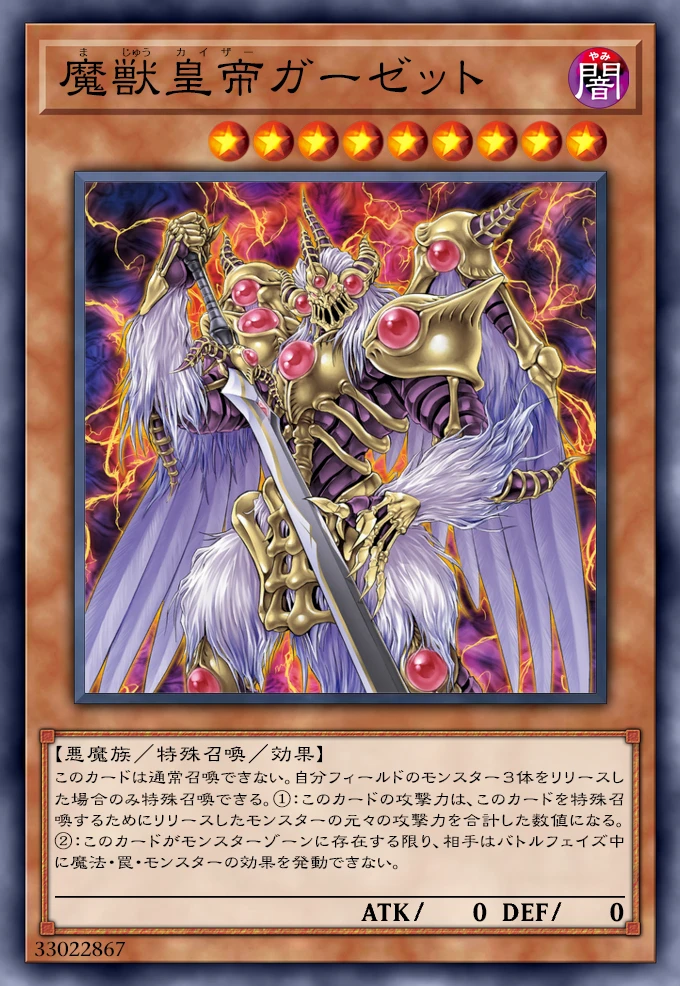 ま じゅう カイザー
魔獣皇帝ガーゼット
やみ
闇
【悪魔族／特殊召喚／効果】
このカードは通常召喚できない。自分フィールドのモンスター３体をリリースし
た場合のみ特殊召喚できる。①：このカードの攻撃力は、このカードを特殊召
喚するためにリリースしたモンスターの元々の攻撃力を合計した数値になる。
②：このカードがモンスターゾーンに存在する限り、相手はバトルフェイズ中
に魔法・罠・モンスターの効果を発動できない。
ATK/ 0 DEF/ 0
33022867